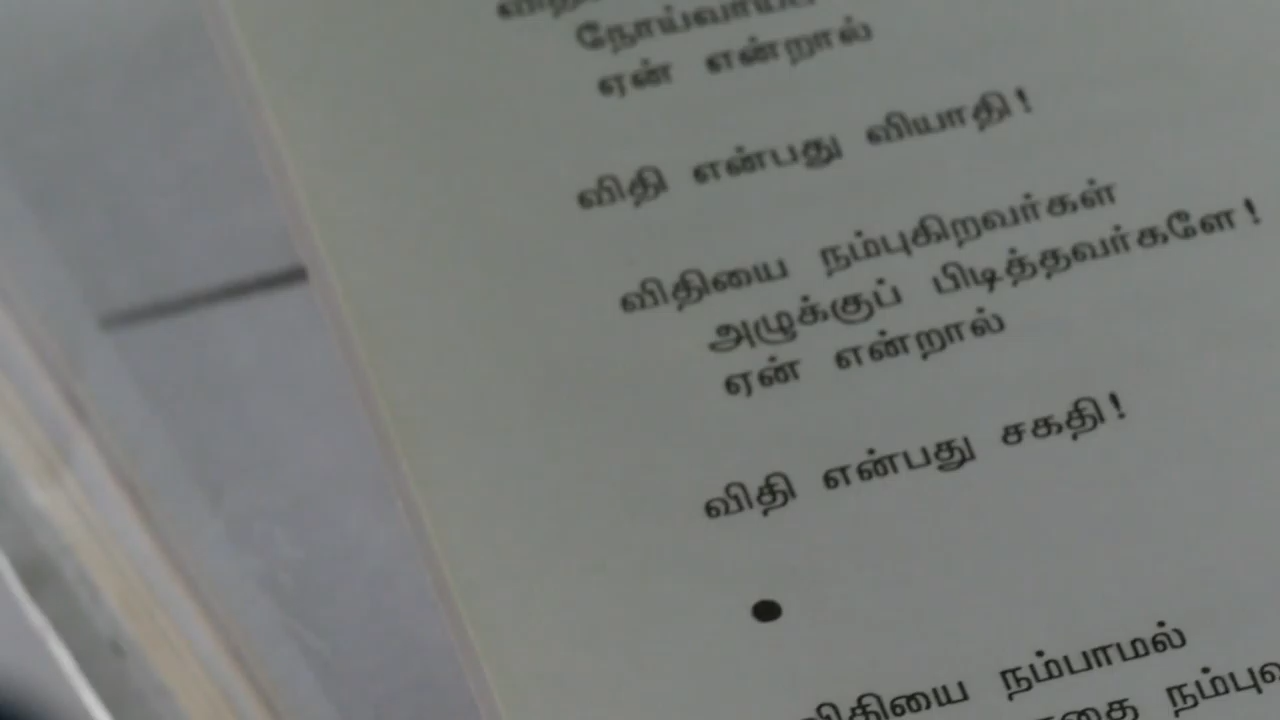 ஏன் என்றால்
விதி என்பது வியாதி!
விதியை நம்புகிறவர்கள்
அழுக்குப் பிடித்தவர்களே!
ஏன் என்றால்
விதி என்பது சகதி!
●
விதியை நம்பாமல்